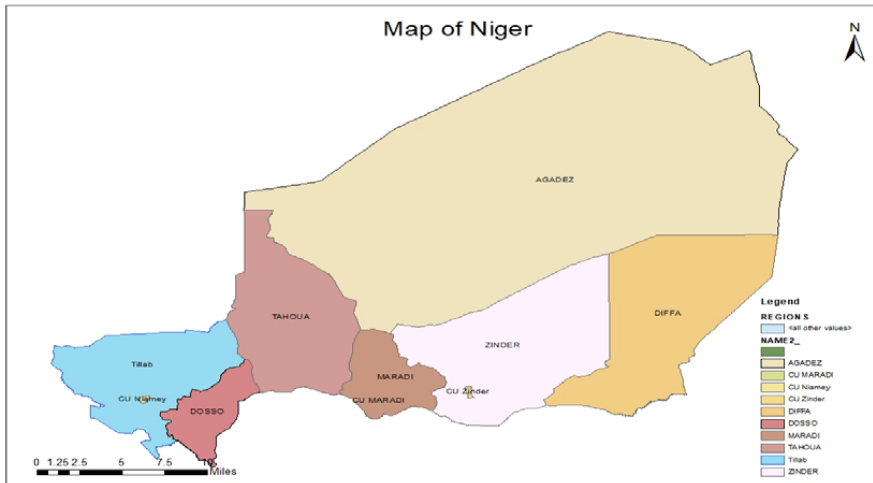 Map of Niger
N
AGADEZ
TAHOUA
DIFFA
ZINDER
Tillab
MARADI
CU Zinder
CU Niamey
CU MARADI
DOSSO
0 1.25 2.5 5 7.5 10
Miles
Legend
REGIONS
<all other values>
NAME2_
AGADEZ
CU MARADI
CU Niamey
CU Zinder
DIFFA
DOSSO
MARADI
TAHOUA
Tillab
ZINDER